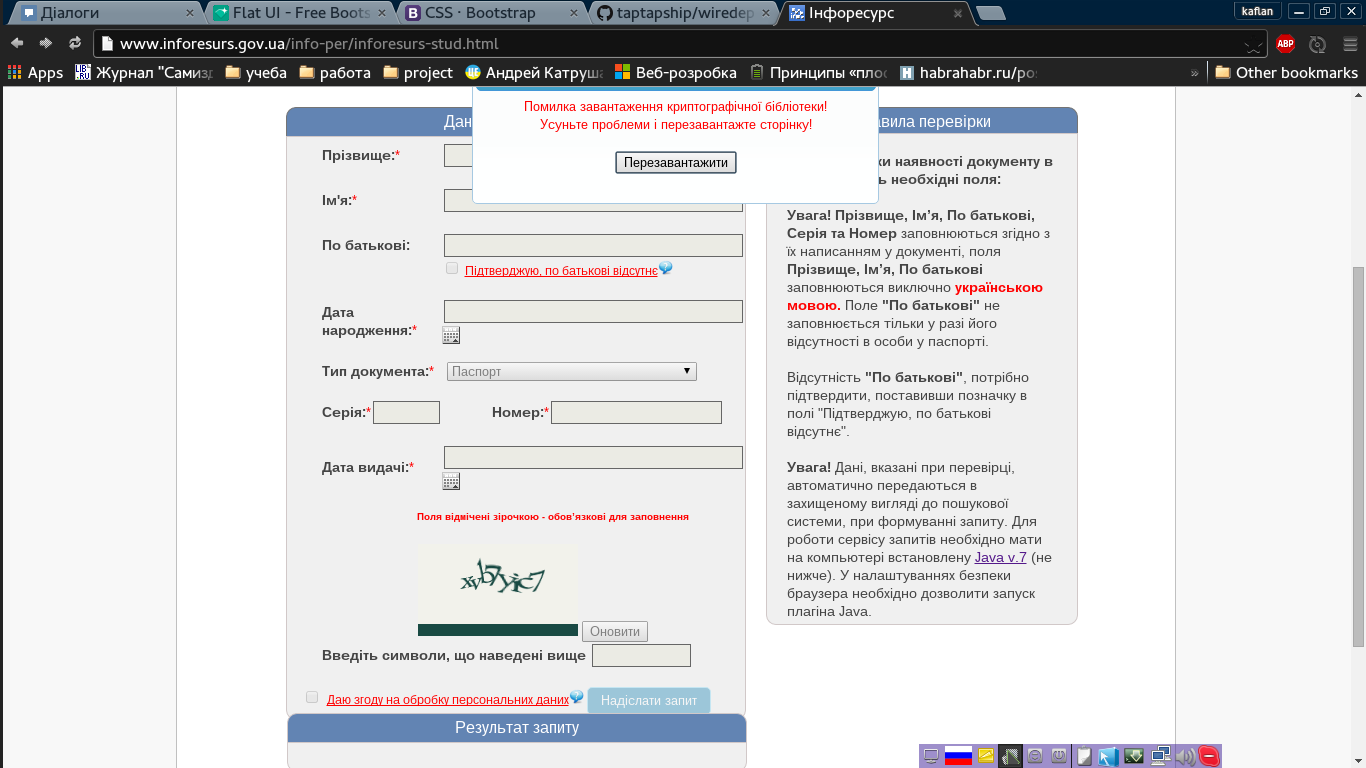 Діалоги
Flat UI - Free Boots
CSS · Bootstrap
taptapship/wiredep
Інфоресурс
kaflan
www.inforesurs.gov.ua/info-per/inforesurs-stud.html
ABP
Apps
Журнал "Самизд
учеба
работа
project
Андрей Катруша
Веб-розробка
Принципы «плос
habrahabr.ru/po
»
Other bookmarks
Помилка завантаження криптографічної бібліотеки!
Усуньте проблеми і перезавантажте сторінку!
Перезавантажити
Дан
Прізвище:*
Ім'я:*
По батькові:
Підтверджую, по батькові відсутнє
Дата
народження:*
Тип документа:*
Паспорт
Серія:*
Номер:*
Дата видачі:*
Поля відмічені зірочкою - обов'язкові для заповнення
Оновити
Введіть символи, що наведені вище
Даю згоду на обробку персональних даних
Надіслати запит
Результат запиту
авила перевірки
ки наявності документу в
ь необхідні поля:
Увага! Прізвище, Ім’я, По батькові,
Серія та Номер заповнюються згідно з
їх написанням у документі, поля
Прізвище, Ім’я, По батькові
заповнюються виключно українською
мовою. Поле "По батькові" не
заповнюється тільки у разі його
відсутності в особи у паспорті.
Відсутність "По батькові", потрібно
підтвердити, поставивши позначку в
полі "Підтверджую, по батькові
відсутнє".
Увага! Дані, вказані при перевірці,
автоматично передаються в
захищеному вигляді до пошукової
системи, при формуванні запиту. Для
роботи сервісу запитів необхідно мати
на компьютері встановлену Java v.7 (не
нижче). У налаштуваннях безпеки
браузера необхідно дозволити запуск
плагіна Java.